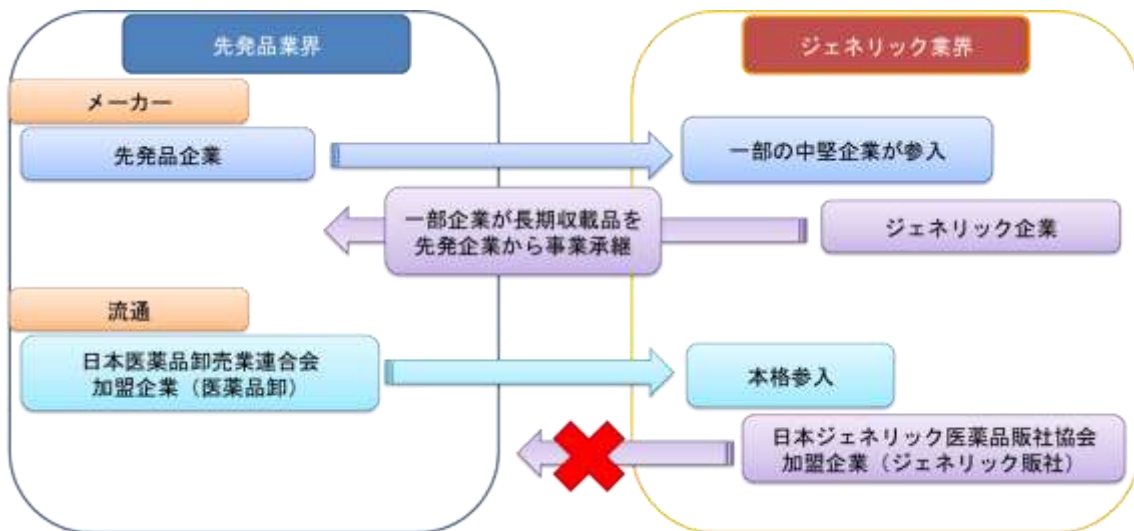 先発品業界
ジェネリック業界
メーカー
先発品企業
一部の中堅企業が参入
一部企業が長期収載品を
先発企業から事業承継
ジェネリック企業
流通
日本医薬品卸売業連合会
加盟企業（医薬品卸）
本格参入
日本ジェネリック医薬品販社協会
加盟企業（ジェネリック販社）